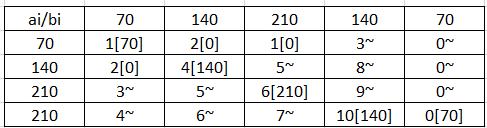 ai/bi 70 140 210 140 70
70 1[70] 2[0] 1[0] 3~ 0~
140 2[0] 4[140] 5~ 8~ 0~
210 3~ 5~ 6[210] 9~ 0~
210 4~ 6~ 7~ 10[140] 0[70]